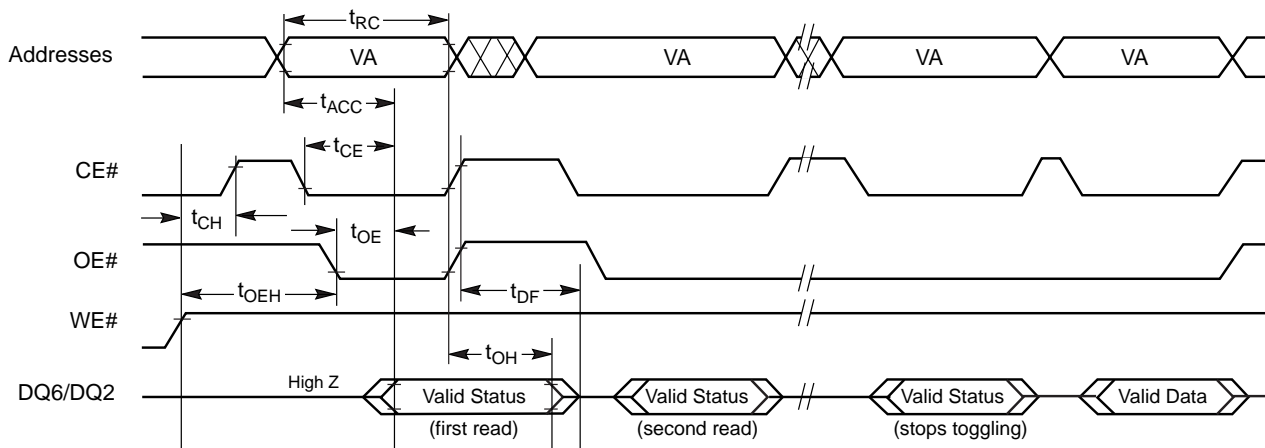 tRC
Addresses VA VA VA VA
tACC
tCE
CE#
tCH tOE
OE#
tOEH tDF
WE#
tOH
High Z
DQ6/DQ2 Valid Status Valid Status Valid Status Valid Data
(first read) (second read) (stops toggling)